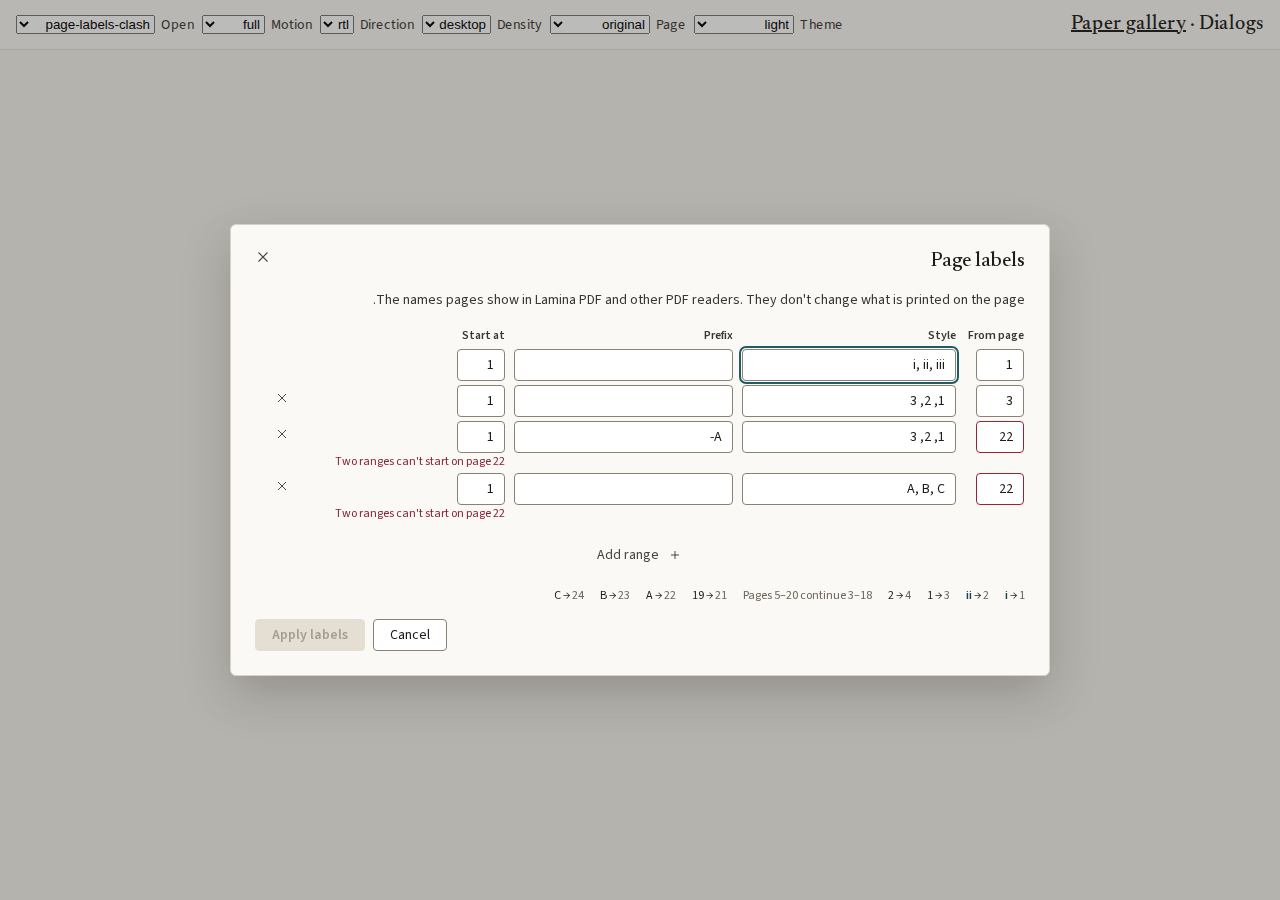 Paper gallery · Dialogs
Theme light Page original Density desktop Direction rtl Motion full Open page-labels-clash
Page labels
The names pages show in Lamina PDF and other PDF readers. They don't change what is printed on the page.
From page Style Prefix Start at
1 i, ii, iii 1
3 1, 2, 3 1
22 1, 2, 3 A- 1
Two ranges can't start on page 22
22 A, B, C 1
Two ranges can't start on page 22
+ Add range
1→i 2→ii 3→1 4→2 Pages 5–20 continue 3–18 21→19 22→A 23→B 24→C
Cancel Apply labels